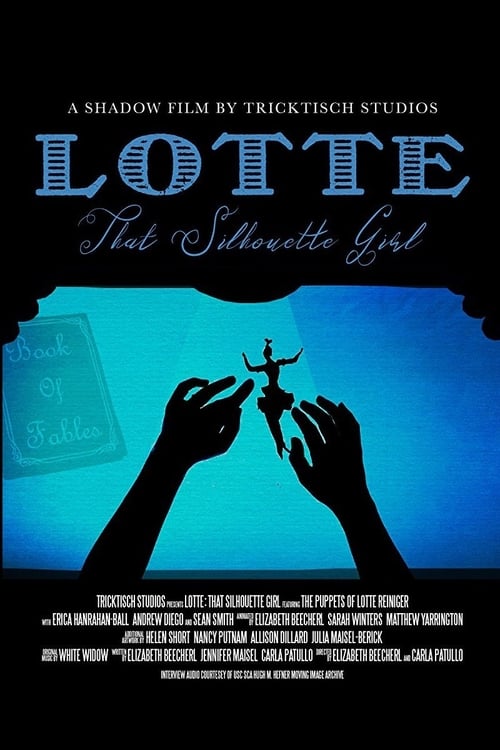 A SHADOW FILM BY TRICKTISCH STUDIOS
LOTTE
That Silhouette Girl
Book
Of
Fables
TRICKTISCH STUDIOS PRESENTS LOTTE: THAT SILHOUETTE GIRL FEATURING THE PUPPETS OF LOTTE REINIGER
WITH ERICA HANRAHAN-BALL ANDREW DIEGO AND SEAN SMITH ANIMATED BY ELIZABETH BEECHERL SARAH WINTERS MATTHEW YARRINGTON
ADDITIONAL ARTWORK BY HELEN SHORT NANCY PUTNAM ALLISON DILLARD JULIA MAISEL-BERICK
ORIGINAL MUSIC BY WHITE WIDOW WRITTEN BY ELIZABETH BEECHERL JENNIFER MAISEL CARLA PATULLO DIRECTED BY ELIZABETH BEECHERL AND CARLA PATULLO
INTERVIEW AUDIO COURTESEY OF USC SCA HUGH M. HEFNER MOVING IMAGE ARCHIVE